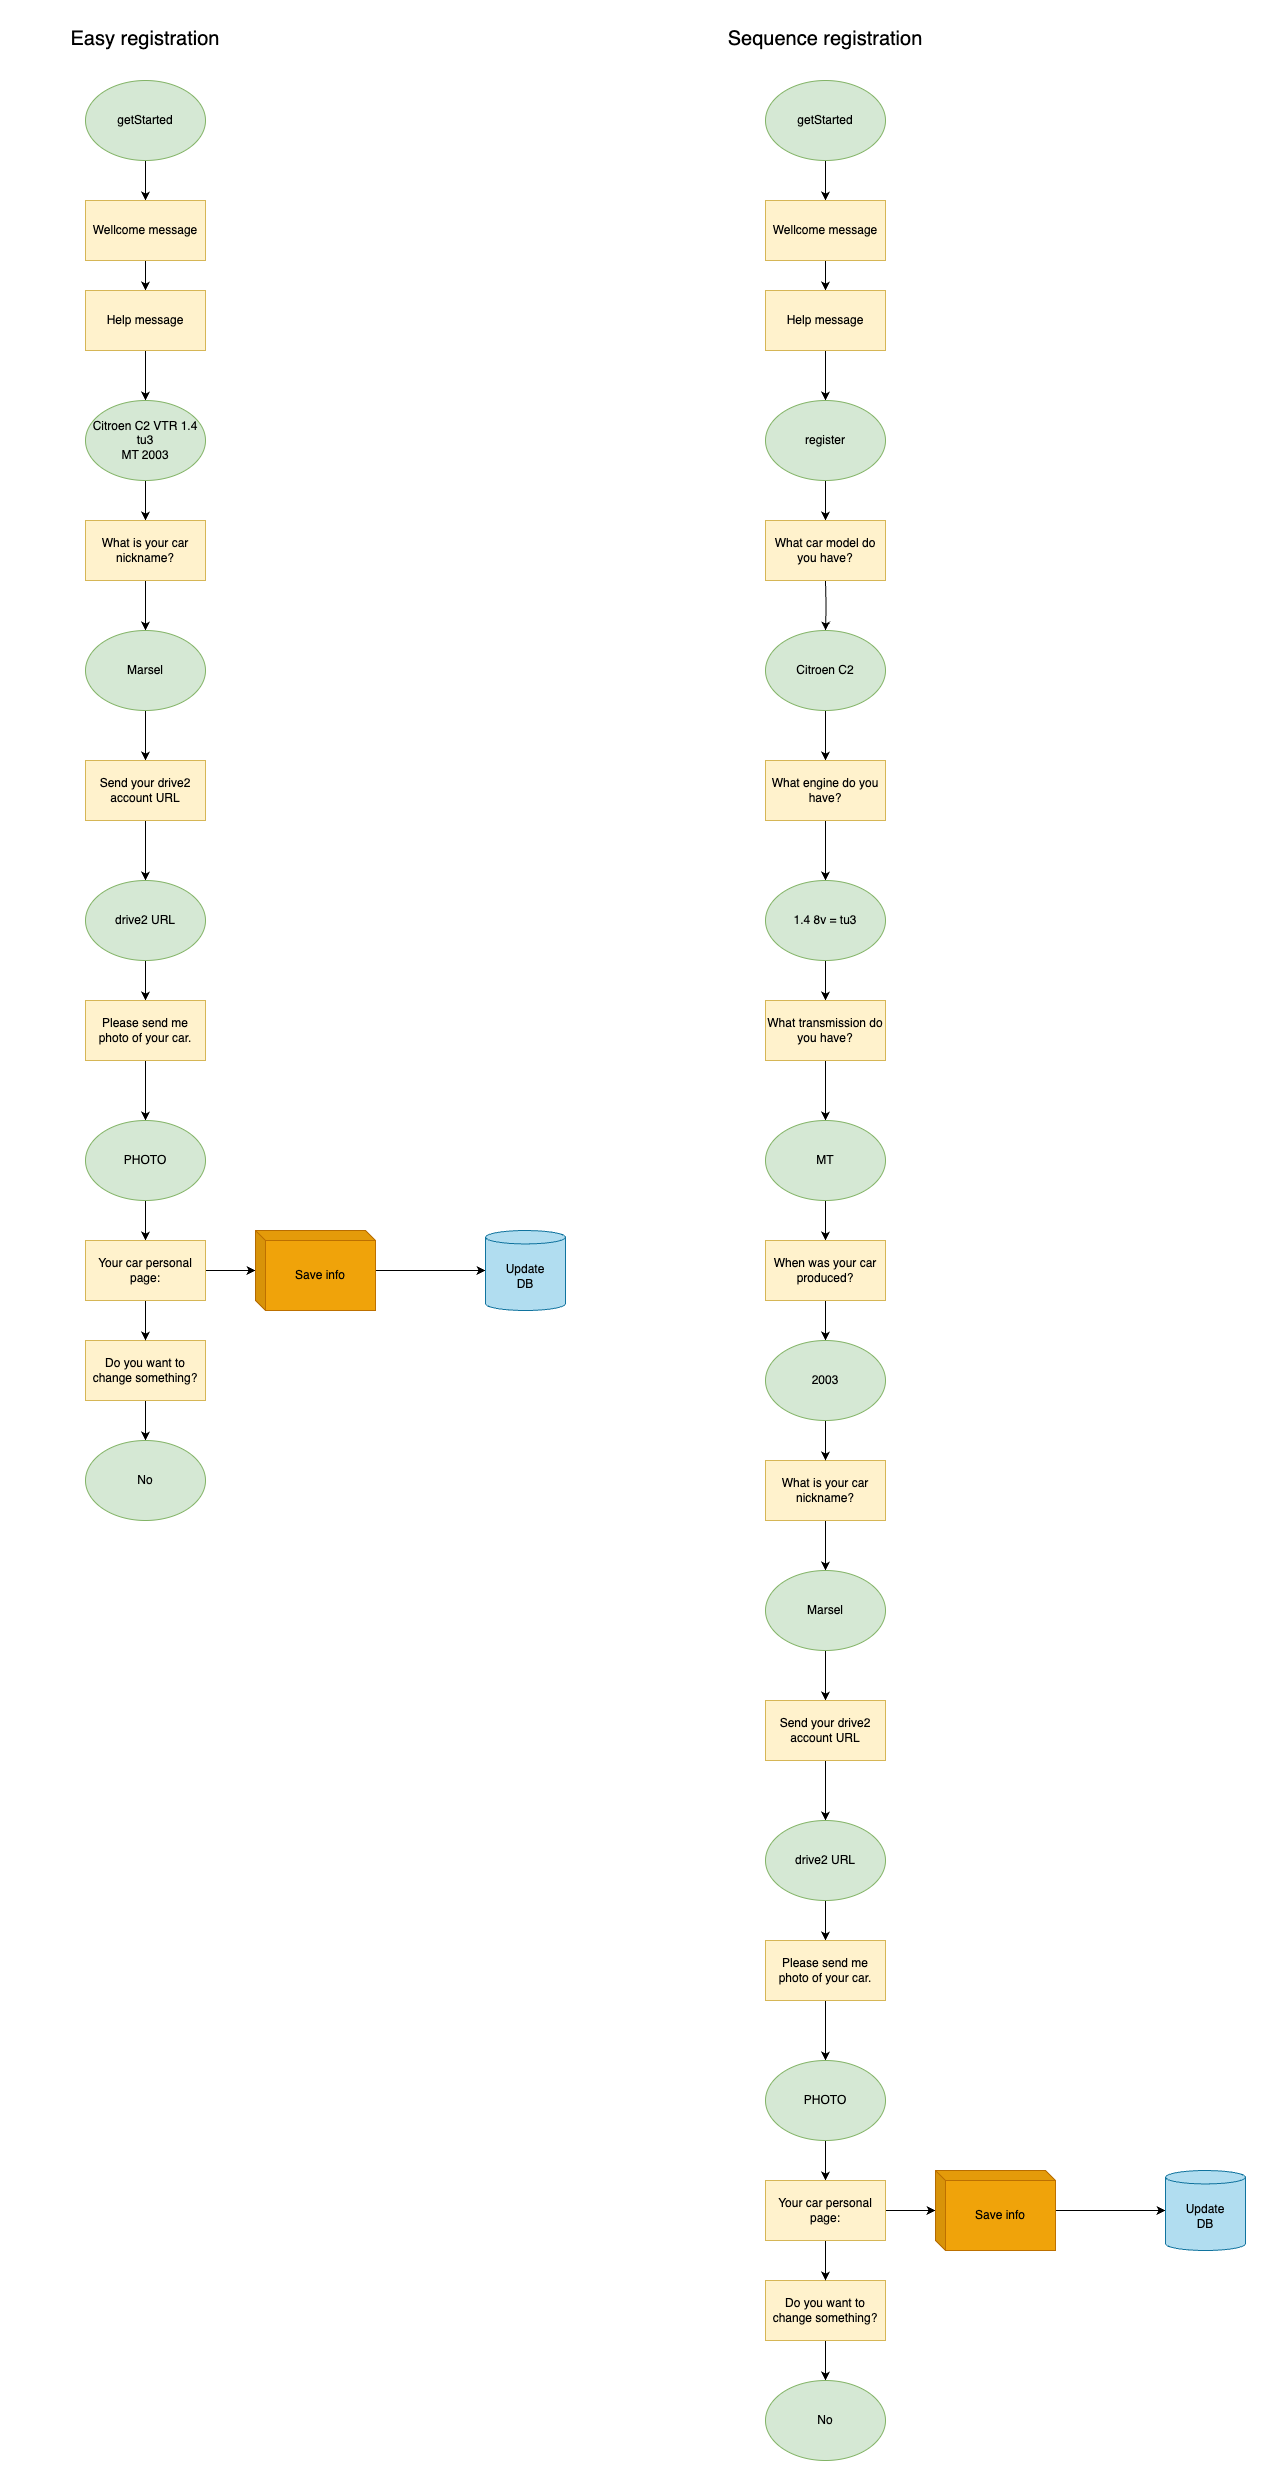 Easy registration
getStarted
Wellcome message
Help message
Citroen C2 VTR 1.4
tu3
MT 2003
What is your car
nickname?
Marsel
Send your drive2
account URL
drive2 URL
Please send me
photo of your car.
PHOTO
Your car personal
page:
Save info
Update
DB
Do you want to
change something?
No
Sequence registration
getStarted
Wellcome message
Help message
register
What car model do
you have?
Citroen C2
What engine do you
have?
1.4 8v = tu3
What transmission do
you have?
MT
When was your car
produced?
2003
What is your car
nickname?
Marsel
Send your drive2
account URL
drive2 URL
Please send me
photo of your car.
PHOTO
Your car personal
page:
Save info
Update
DB
Do you want to
change something?
No